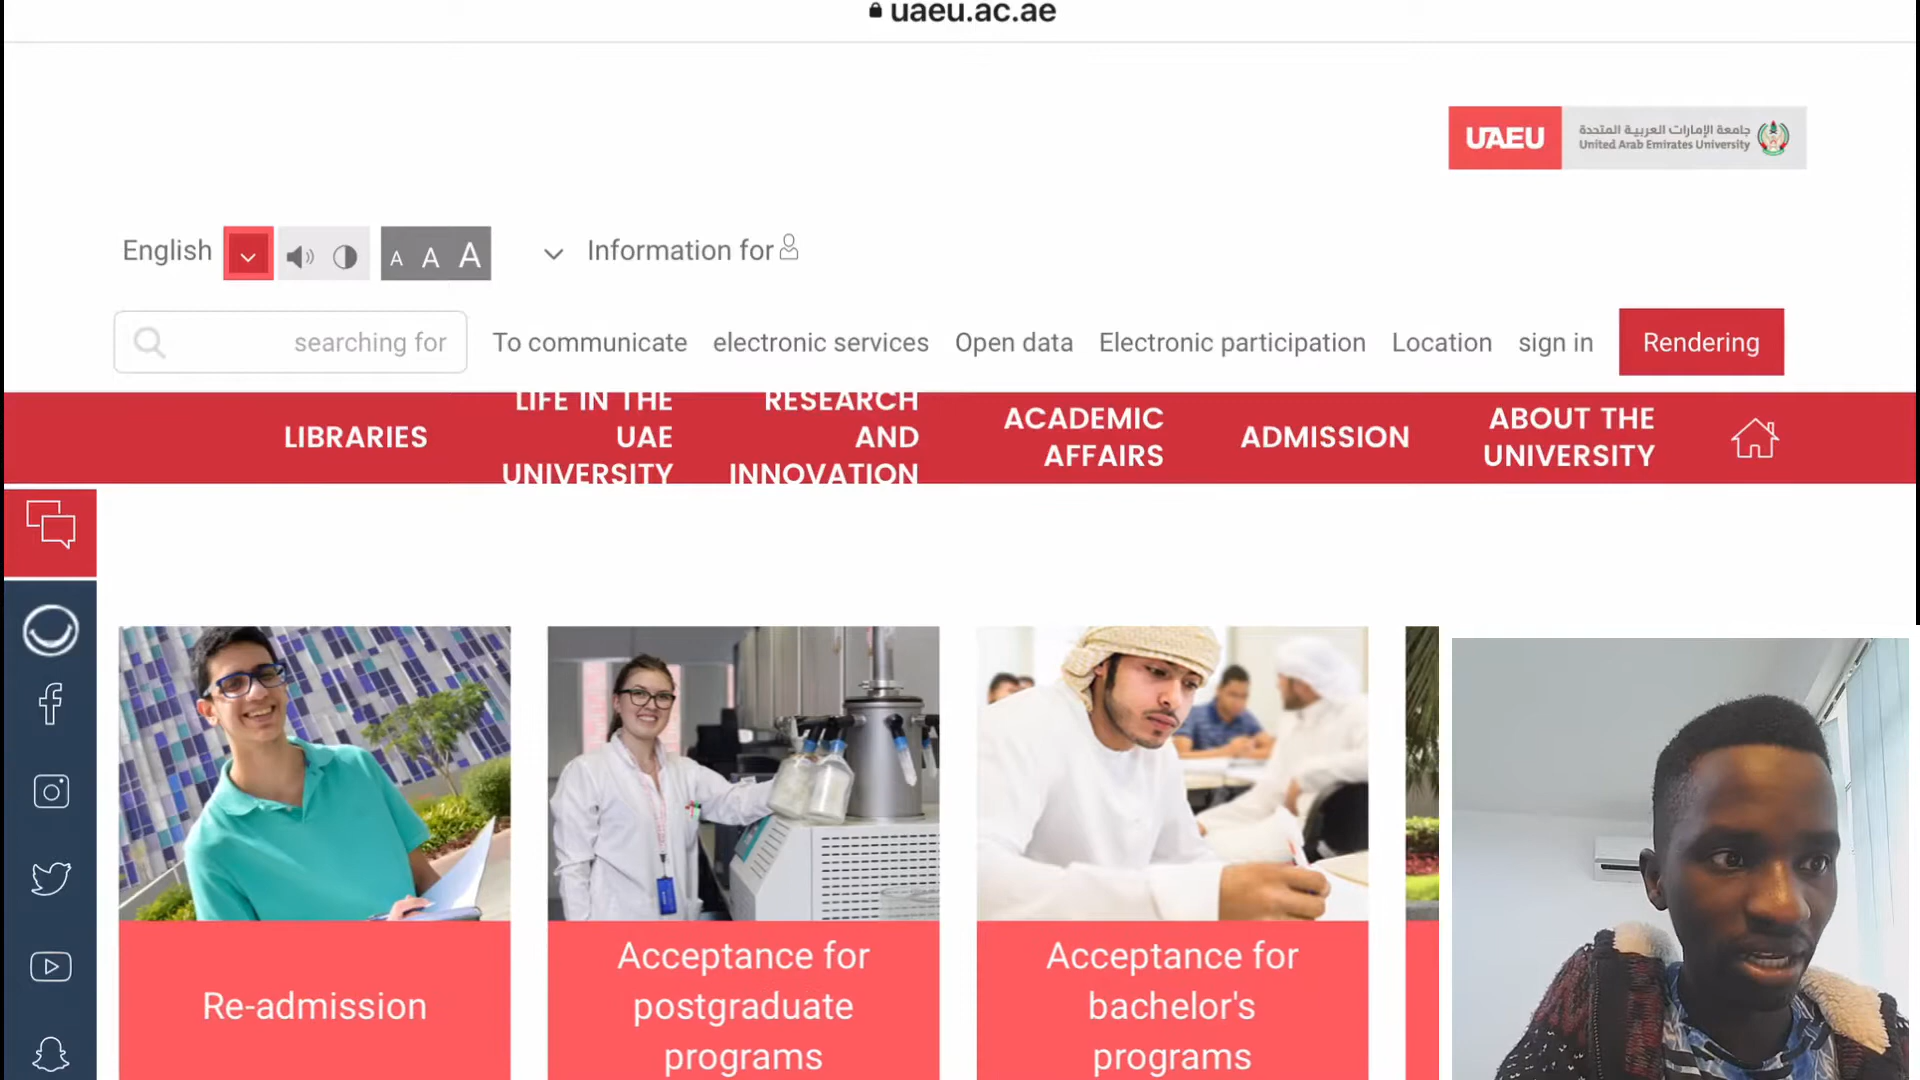 uaeu.ac.ae
UAEU
جامعة الإمارات العربية المتحدة
United Arab Emirates University
English
A A A
Information for
searching for
To communicate
electronic services
Open data
Electronic participation
Location
sign in
Rendering
LIBRARIES
LIFE IN THE
UAE
UNIVERSITY
RESEARCH
AND
INNOVATION
ACADEMIC
AFFAIRS
ADMISSION
ABOUT THE
UNIVERSITY
Re-admission
Acceptance for
postgraduate
programs
Acceptance for
bachelor's
programs